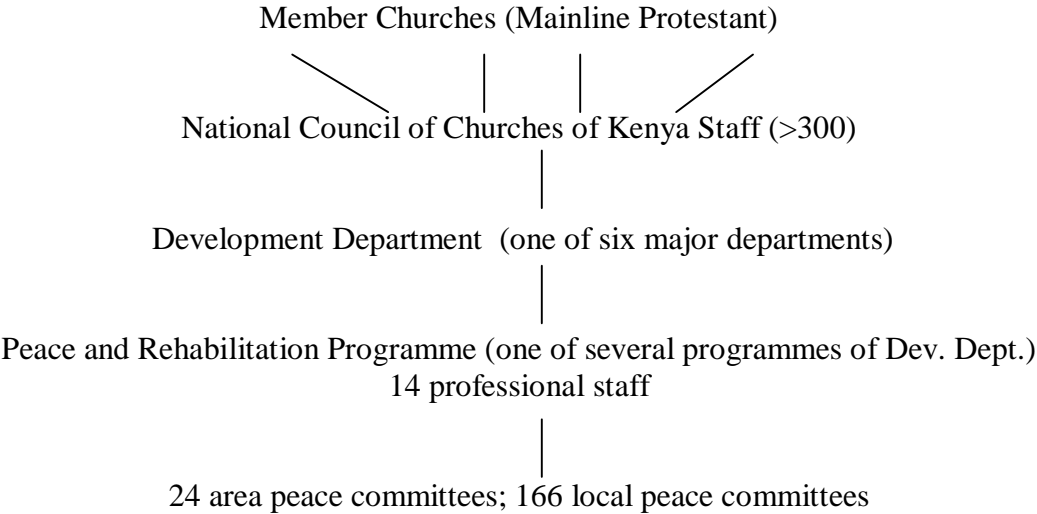 Member Churches (Mainline Protestant)
National Council of Churches of Kenya Staff (>300)
Development Department  (one of six major departments)
Peace and Rehabilitation Programme (one of several programmes of Dev. Dept.)
14 professional staff
24 area peace committees; 166 local peace committees